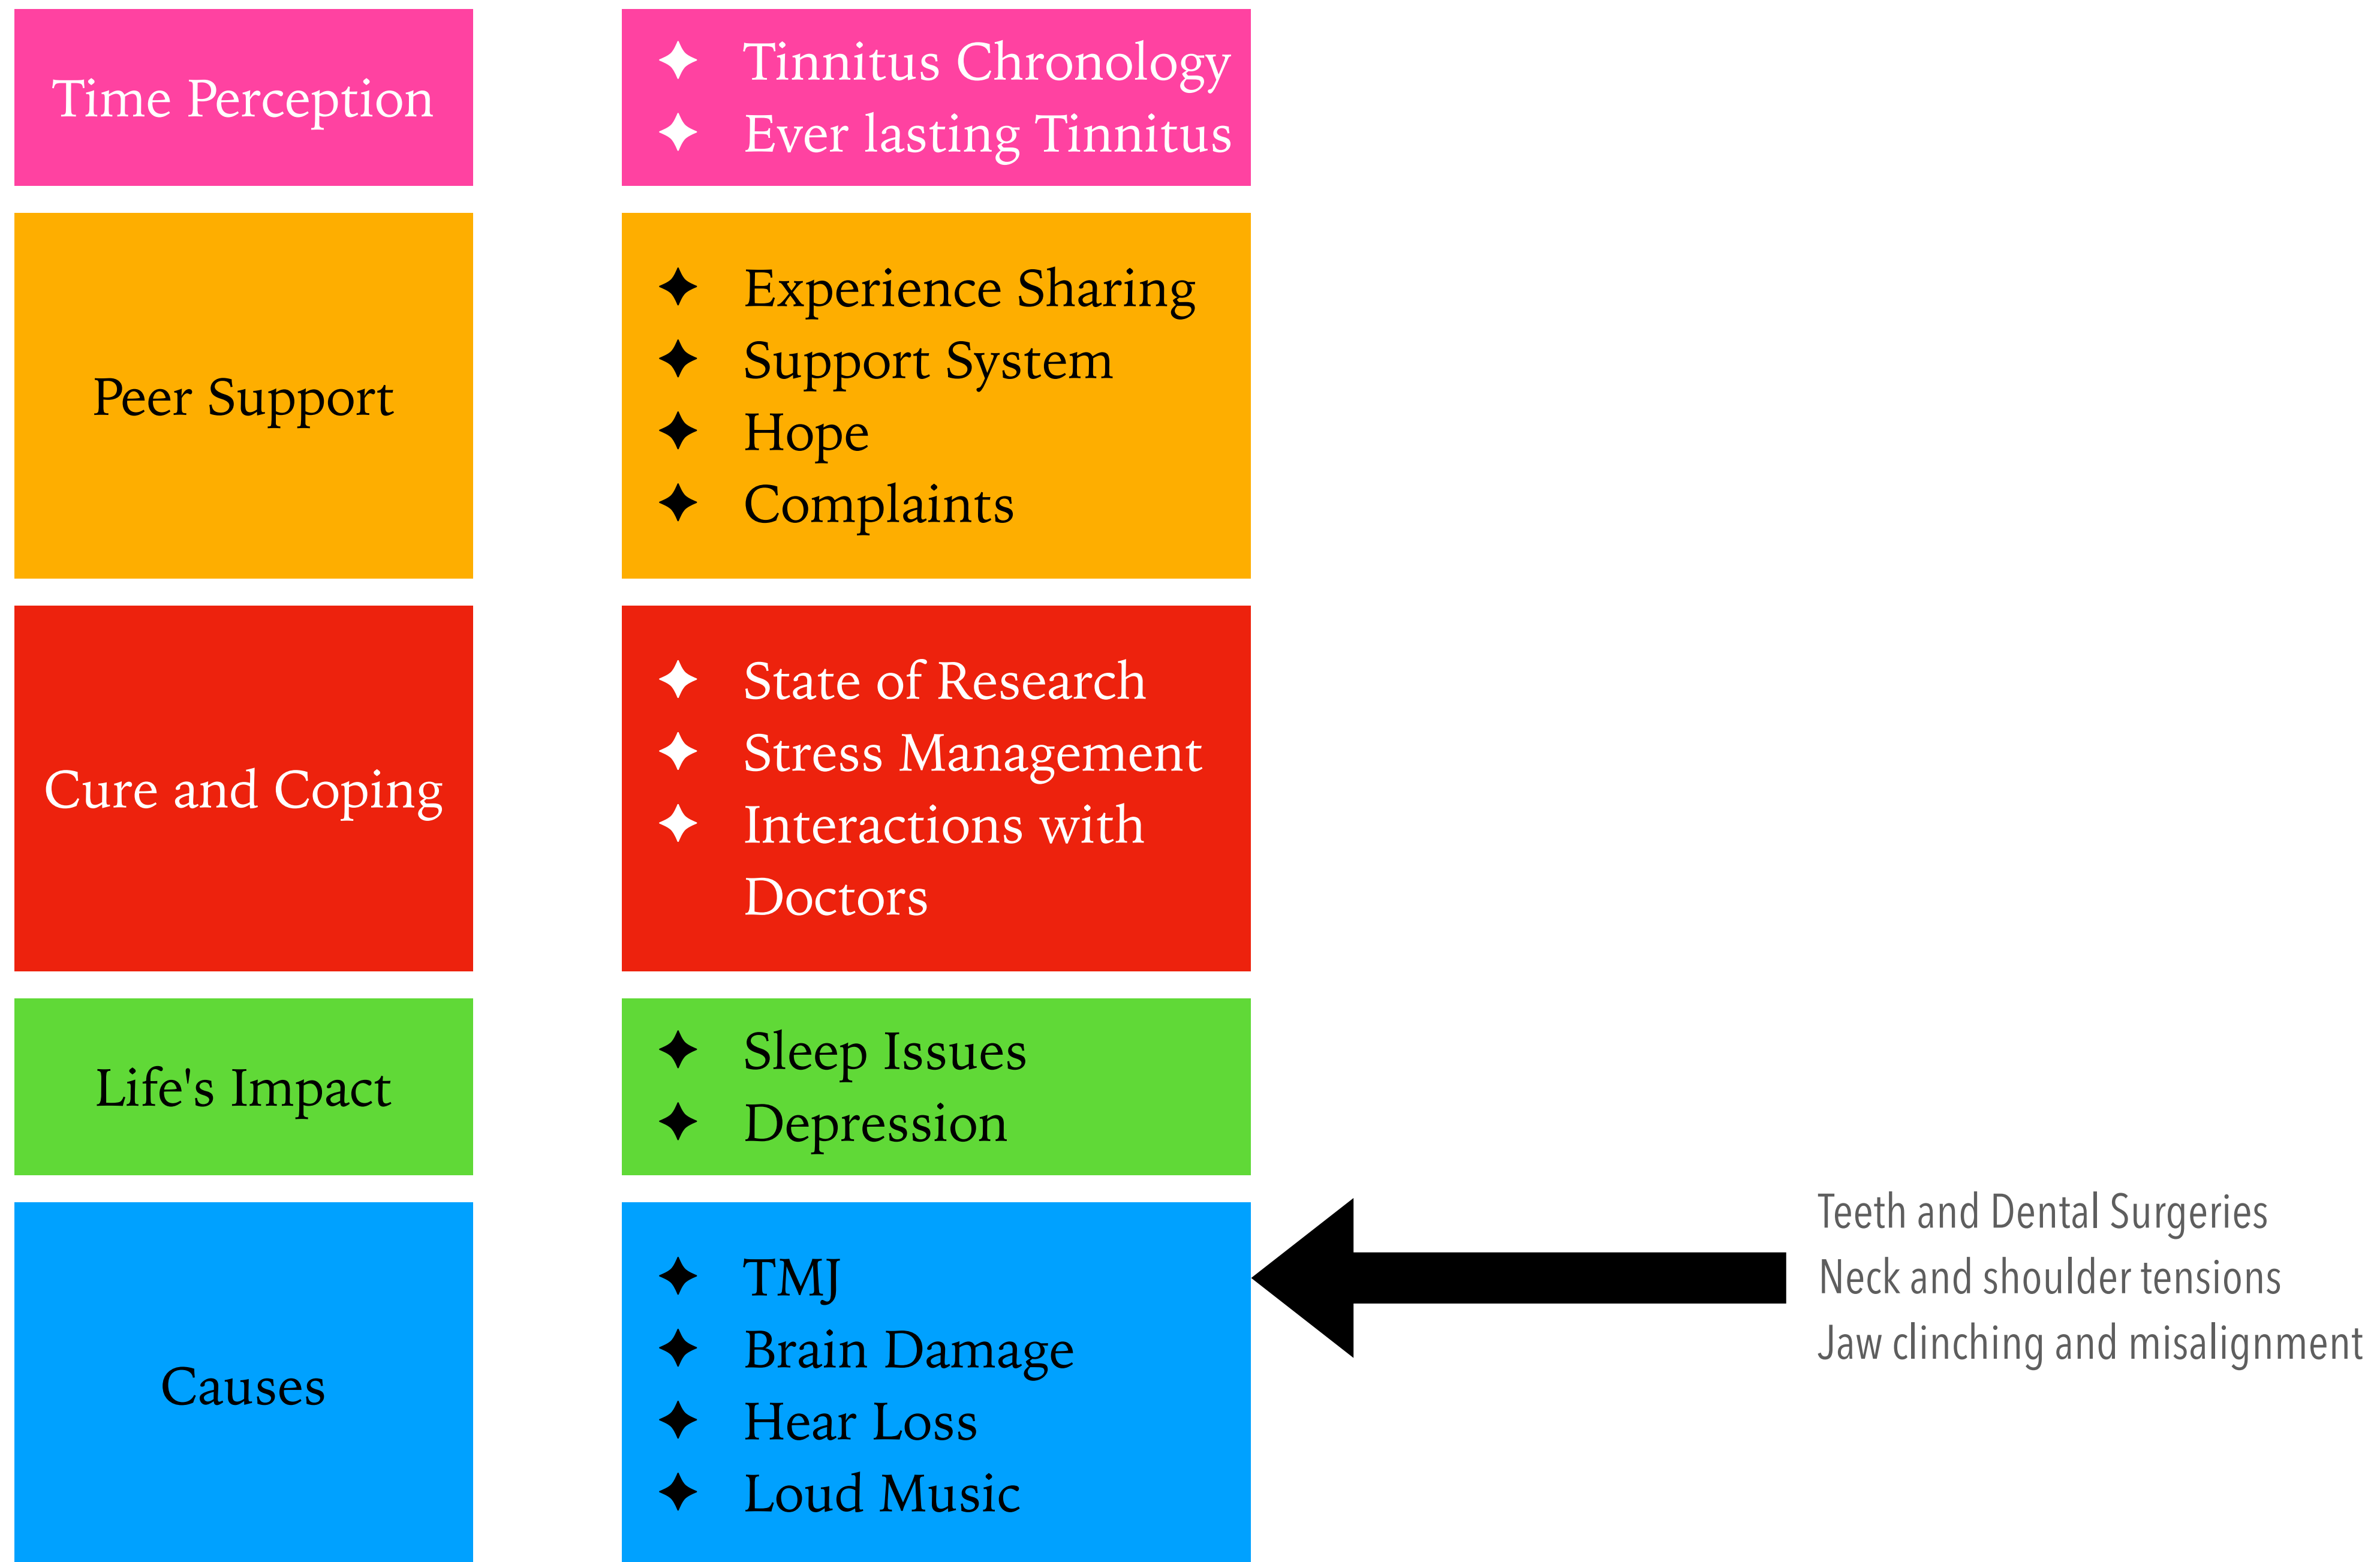 Time Perception
Tinnitus Chronology
Ever lasting Tinnitus
Peer Support
Experience Sharing
Support System
Hope
Complaints
Cure and Coping
State of Research
Stress Management
Interactions with
Doctors
Life's Impact
Sleep Issues
Depression
Causes
TMJ
Brain Damage
Hear Loss
Loud Music
Teeth and Dental Surgeries
Neck and shoulder tensions
Jaw clinching and misalignment